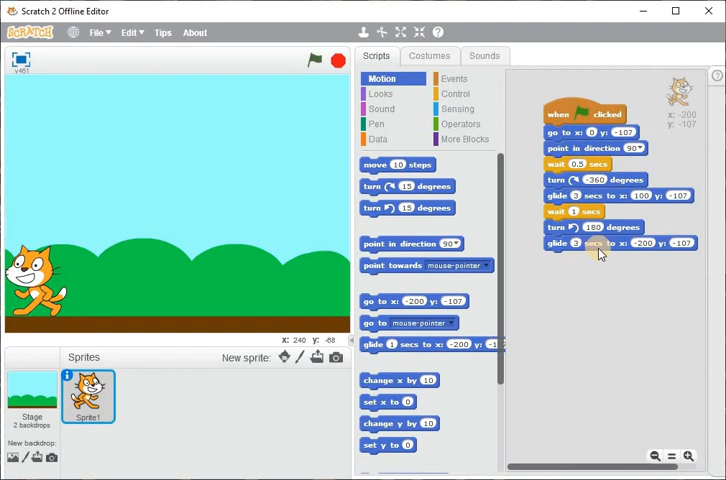 Scratch 2 Offline Editor
SCRATCH File Edit Tips About
v461
Scripts Costumes Sounds
Motion Events
Looks Control
Sound Sensing
Pen Operators
Data More Blocks
move 10 steps
turn 15 degrees
turn 15 degrees
point in direction 90
point towards mouse-pointer
go to x: -200 y: -107
go to mouse-pointer
glide 1 secs to x: -200 y:
change x by 10
set x to 0
change y by 10
set y to 0
when clicked
go to x: 0 y: -107
point in direction 90
wait 0.5 secs
turn -360 degrees
glide 3 secs to x: 100 y: -107
wait 1 secs
turn 180 degrees
glide 3 secs to x: -200 y: -107
x: -200
y: -107
x: 240 y: -68
Sprites New sprite:
Stage
2 backdrops
New backdrop:
Sprite1